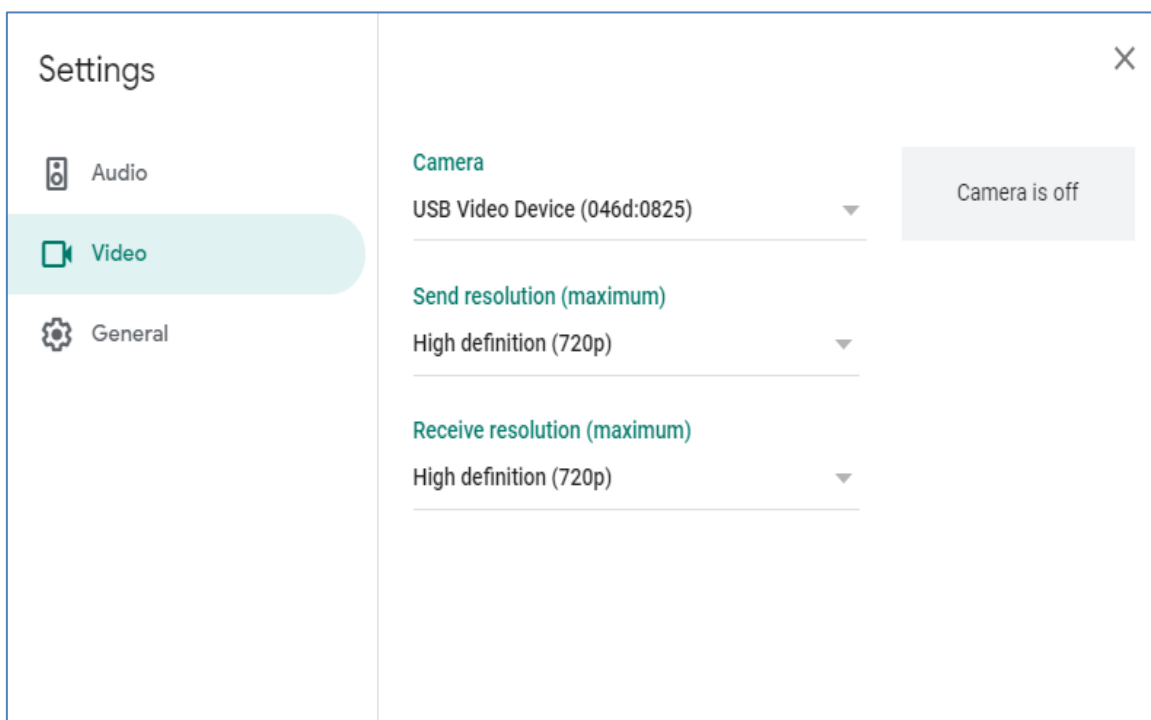 Settings
Audio
Video
General
Camera
USB Video Device (046d:0825)
Camera is off
Send resolution (maximum)
High definition (720p)
Receive resolution (maximum)
High definition (720p)